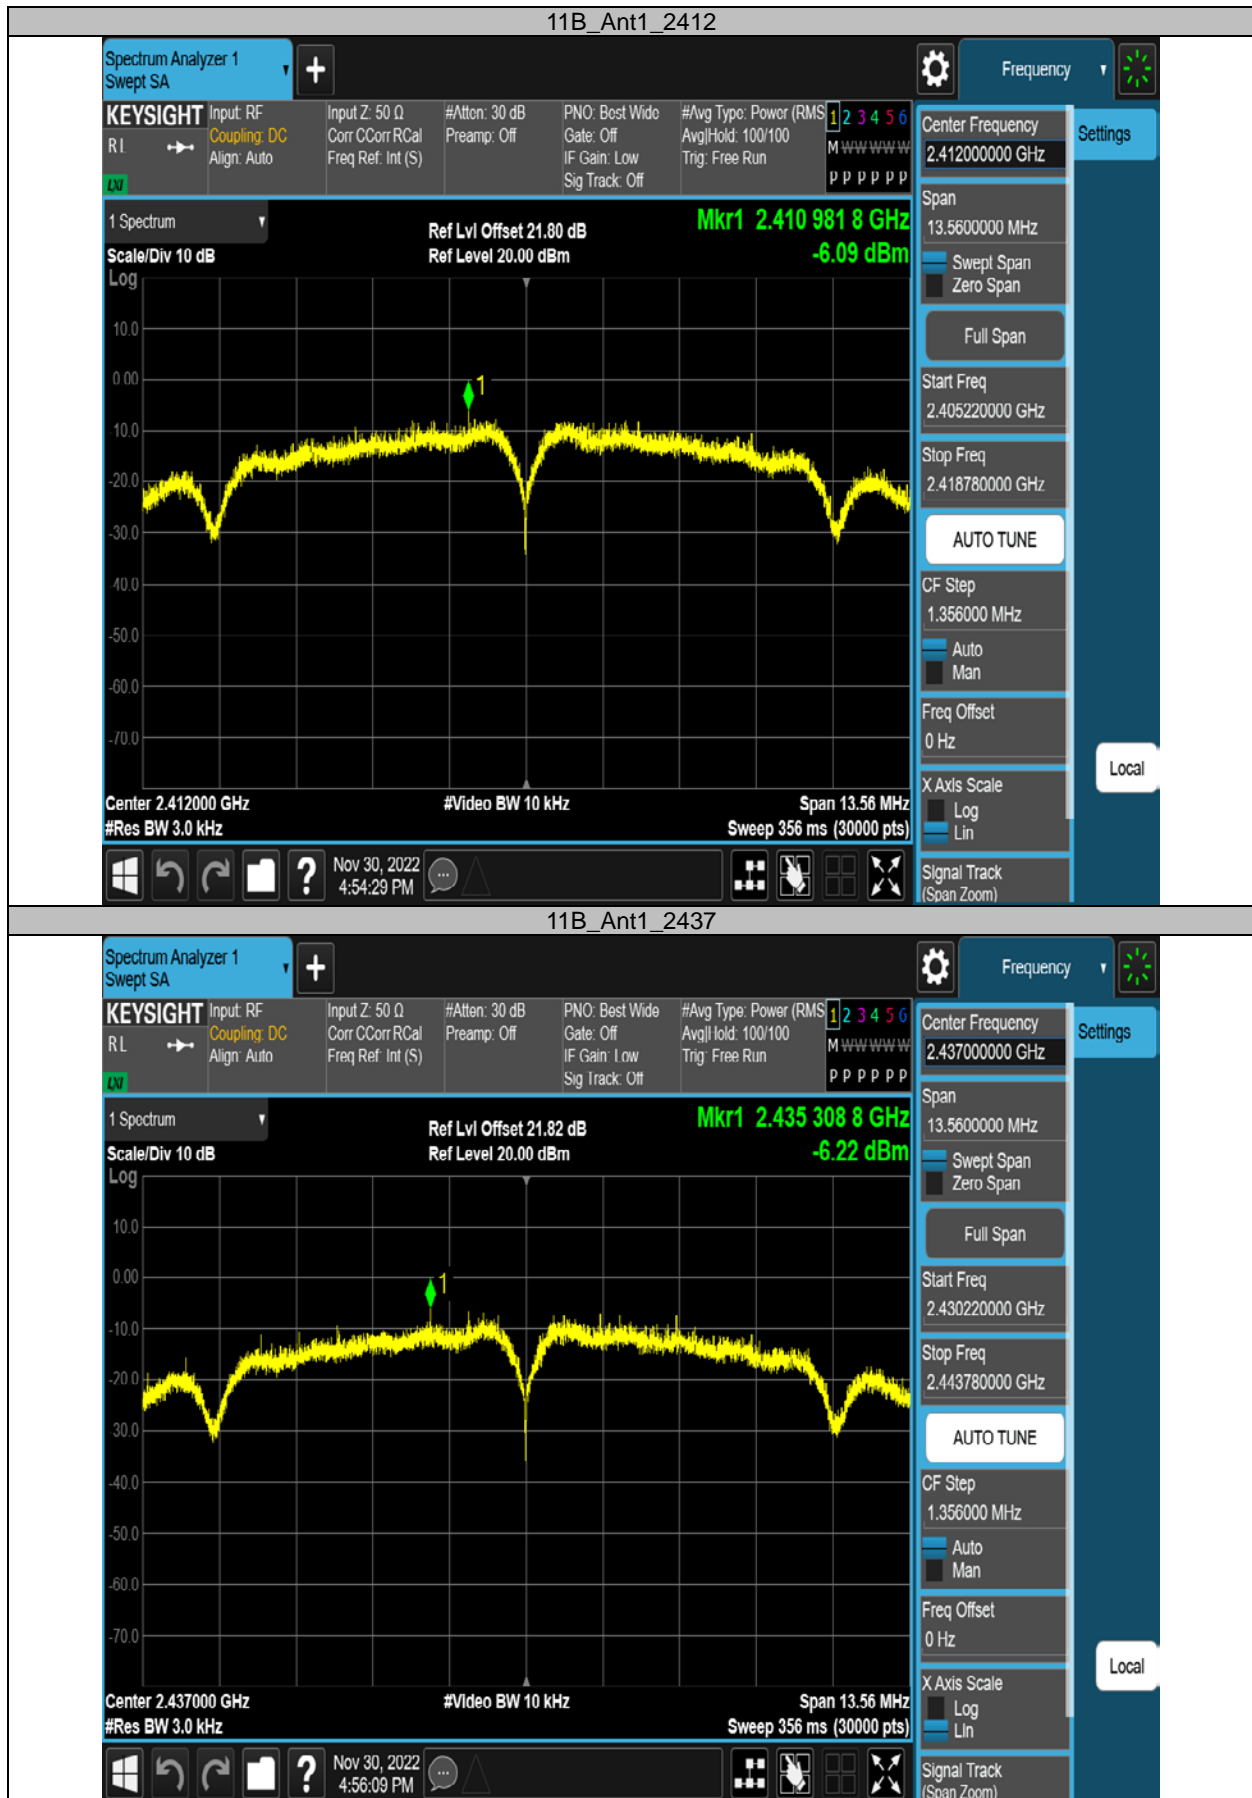 11B_Ant1_2412
Spectrum Analyzer 1
Swept SA
Frequency
KEYSIGHT
RL
LXI
Input: RF
Coupling: DC
Align: Auto
Input Z: 50 Ω
Corr CCorr RCal
Freq Ref: Int (S)
#Atten: 30 dB
Preamp: Off
PNO: Best Wide
Gate: Off
IF Gain: Low
Sig Track: Off
#Avg Type: Power (RMS
Avg|Hold: 100/100
Trig: Free Run
1 2 3 4 5 6
M W W W W W
P P P P P P
1 Spectrum
Scale/Div 10 dB
Log
Ref Lvl Offset 21.80 dB
Ref Level 20.00 dBm
Mkr1 2.410 981 8 GHz
-6.09 dBm
10.0
0.00
-10.0
-20.0
-30.0
-40.0
-50.0
-60.0
-70.0
1
Center 2.412000 GHz
#Res BW 3.0 kHz
#Video BW 10 kHz
Span 13.56 MHz
Sweep 356 ms (30000 pts)
Nov 30, 2022
4:54:29 PM
Center Frequency
2.412000000 GHz
Span
13.5600000 MHz
Swept Span
Zero Span
Full Span
Start Freq
2.405220000 GHz
Stop Freq
2.418780000 GHz
AUTO TUNE
CF Step
1.356000 MHz
Auto
Man
Freq Offset
0 Hz
X Axis Scale
Log
Lin
Signal Track
(Span Zoom)
Settings
Local
11B_Ant1_2437
Spectrum Analyzer 1
Swept SA
Frequency
KEYSIGHT
RL
LXI
Input: RF
Coupling: DC
Align: Auto
Input Z: 50 Ω
Corr CCorr RCal
Freq Ref: Int (S)
#Atten: 30 dB
Preamp: Off
PNO: Best Wide
Gate: Off
IF Gain: Low
Sig Track: Off
#Avg Type: Power (RMS
Avg|Hold: 100/100
Trig: Free Run
1 2 3 4 5 6
M W W W W W
P P P P P P
1 Spectrum
Scale/Div 10 dB
Log
Ref Lvl Offset 21.82 dB
Ref Level 20.00 dBm
Mkr1 2.435 308 8 GHz
-6.22 dBm
10.0
0.00
-10.0
-20.0
-30.0
-40.0
-50.0
-60.0
-70.0
1
Center 2.437000 GHz
#Res BW 3.0 kHz
#Video BW 10 kHz
Span 13.56 MHz
Sweep 356 ms (30000 pts)
Nov 30, 2022
4:56:09 PM
Center Frequency
2.437000000 GHz
Span
13.5600000 MHz
Swept Span
Zero Span
Full Span
Start Freq
2.430220000 GHz
Stop Freq
2.443780000 GHz
AUTO TUNE
CF Step
1.356000 MHz
Auto
Man
Freq Offset
0 Hz
X Axis Scale
Log
Lin
Signal Track
(Span Zoom)
Settings
Local